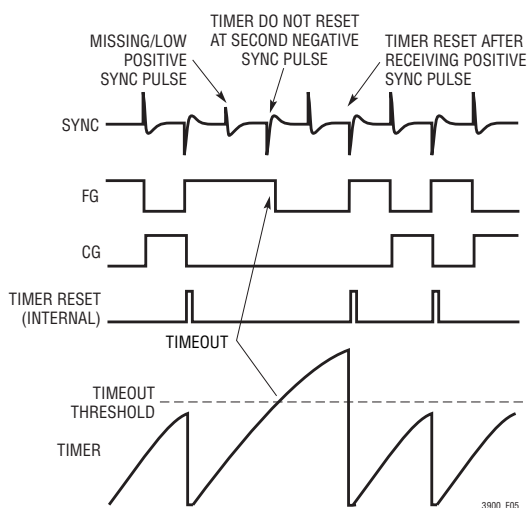 TIMER DO NOT RESET
AT SECOND NEGATIVE
SYNC PULSE
MISSING/LOW
POSITIVE
SYNC PULSE
TIMER RESET AFTER
RECEIVING POSITIVE
SYNC PULSE
SYNC
FG
CG
TIMER RESET
(INTERNAL)
TIMEOUT
TIMEOUT
THRESHOLD
TIMER
3900 F05